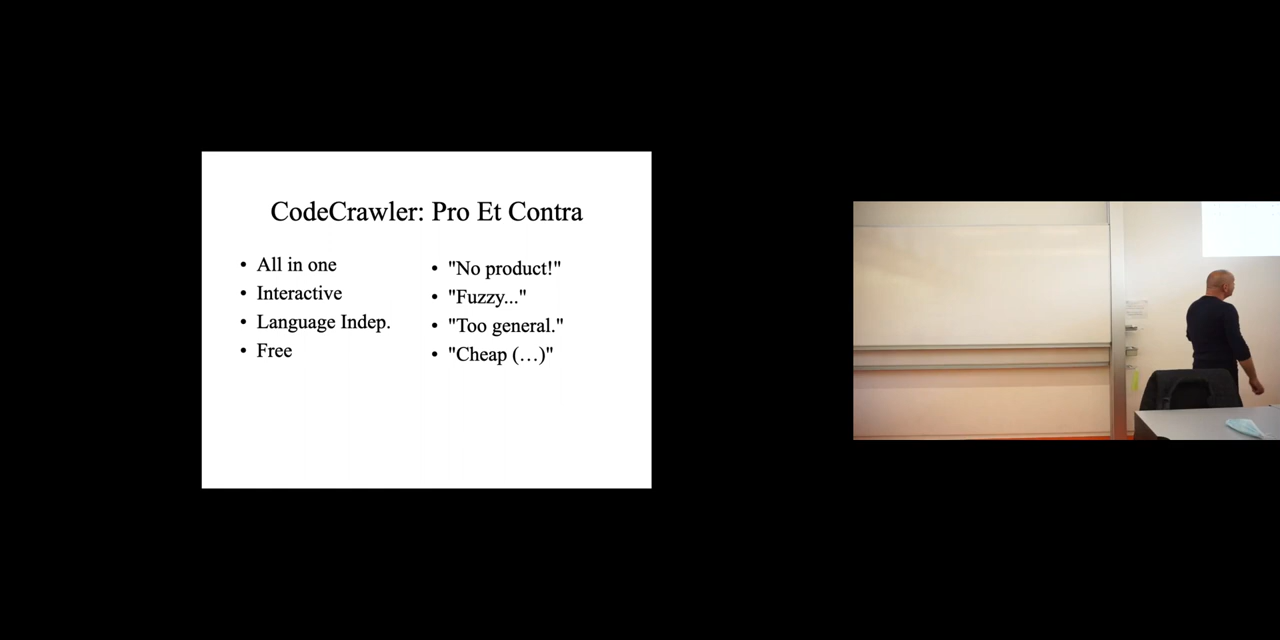 CodeCrawler: Pro Et Contra
• All in one
• Interactive
• Language Indep.
• Free
• "No product!"
• "Fuzzy..."
• "Too general."
• "Cheap (…)"